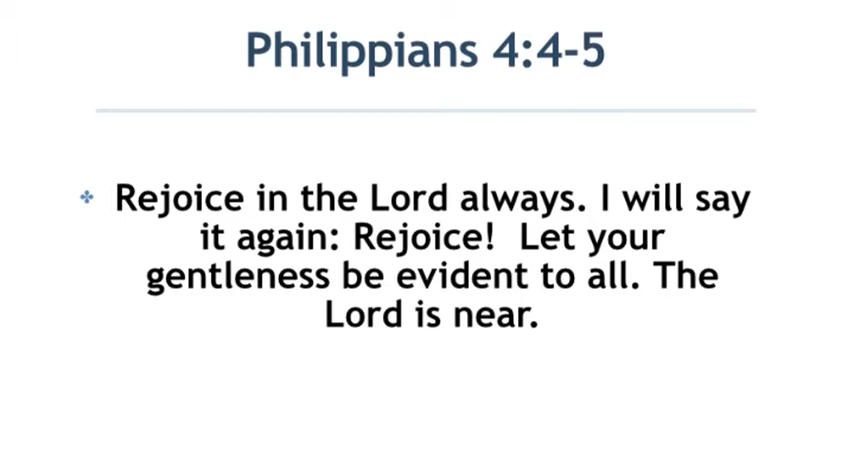 Philippians 4:4-5
Rejoice in the Lord always. I will say
it again: Rejoice!  Let your
gentleness be evident to all. The
Lord is near.